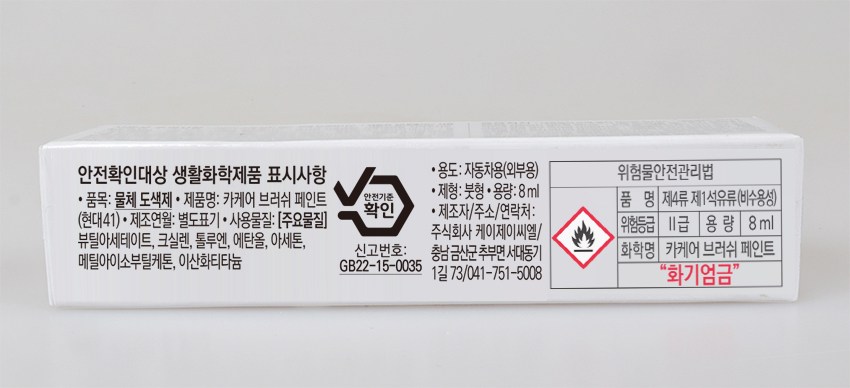 안전확인대상 생활화학제품 표시사항
• 품목: 물체 도색제 • 제품명: 카케어 브러쉬 페인트
(현대41) • 제조연월: 별도표기 • 사용물질: [주요물질]
뷰틸아세테이트, 크실렌, 톨루엔, 에탄올, 아세톤,
메틸아이소부틸케톤, 이산화티타늄
안전기준
확인
신고번호:
GB22-15-0035
• 용도: 자동차용(외부용)
• 제형: 붓형 • 용량: 8ml
• 제조자/주소/연락처:
주식회사 케이제이씨엘/
충남 금산군 추부면 서대동기
1길 73/041-751-5008
위험물안전관리법
품 명 제4류 제1석유류(비수용성)
위험등급 II급 용 량 8ml
화학명 카케어 브러쉬 페인트
"화기엄금"